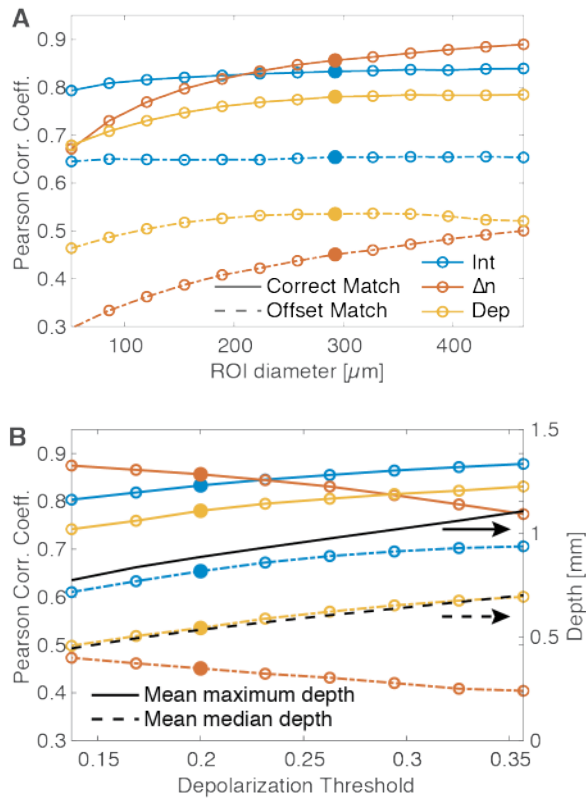 A
0.9
0.8
0.7
0.6
0.5
0.4
0.3
Pearson Corr. Coeff.
Correct Match
Offset Match
Int
Δn
Dep
100
200
300
400
ROI diameter [µm]
B
0.9
0.8
0.7
0.6
0.5
0.4
0.3
Pearson Corr. Coeff.
1.5
1
0.5
0
Depth [mm]
Mean maximum depth
Mean median depth
0.15
0.2
0.25
0.3
0.35
Depolarization Threshold